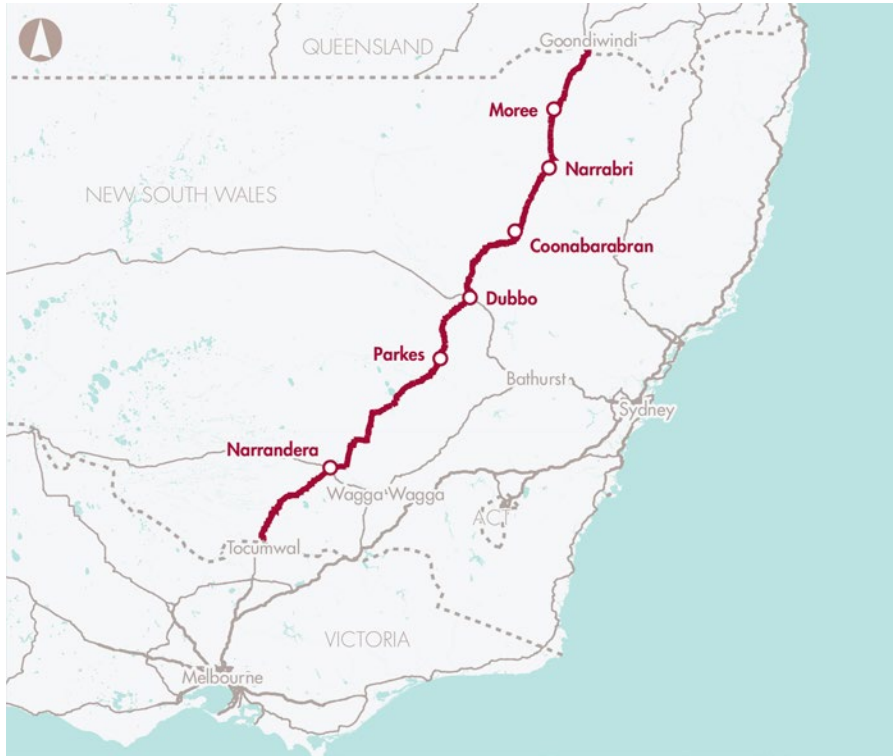 QUEENSLAND
Goondiwindi
Moree
Narrabri
NEW SOUTH WALES
Coonabarabran
Dubbo
Parkes
Bathurst
Sydney
Narrandera
Wagga Wagga
ACT
Tocumwal
VICTORIA
Melbourne